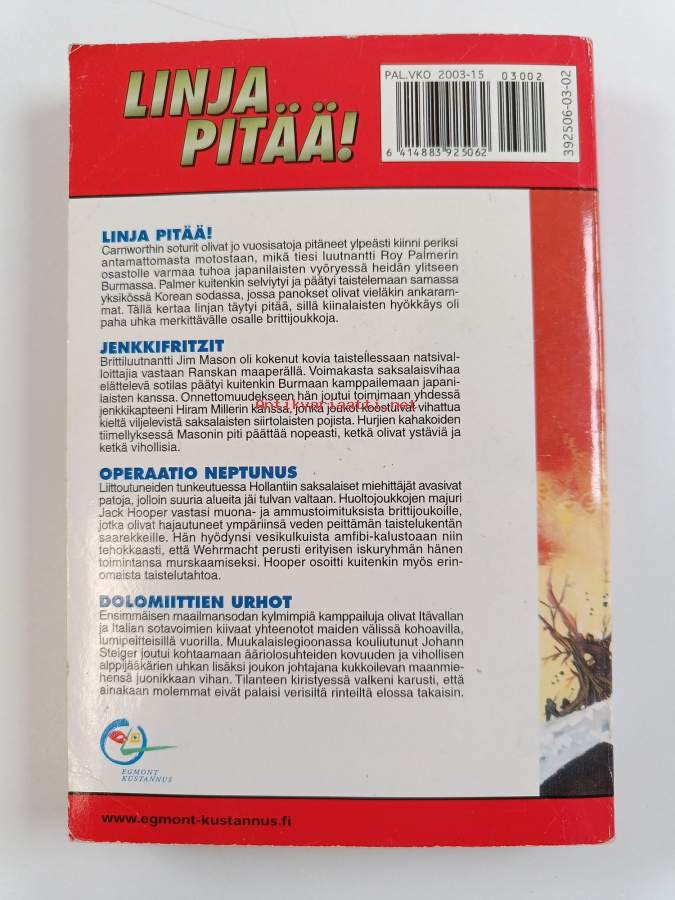 LINJA
PITÄÄ!
PAL.VKO 2003-15
03002
6 414883 925062
392506-03-02
LINJA PITÄÄ!
Carnworthin soturit olivat jo vuosisatoja pitäneet ylpeästi kiinni periksi
antamattomasta motostaan, mikä tiesi luutnantti Roy Palmerin
osastolle varmaa tuhoa japanilaisten vyöryessä heidän ylitseen
Burmassa. Palmer kuitenkin selviytyi ja päätyi taistelemaan samassa
yksikössä Korean sodassa, jossa panokset olivat vieläkin ankaram-
mat. Tällä kertaa linjan täytyi pitää, sillä kiinalaisten hyökkäys oli
paha uhka merkittävälle osalle brittijoukkoja.
JENKKIFRITZIT
Brittiluutnantti Jim Mason oli kokenut kovia taistellessaan natsival-
loittajia vastaan Ranskan maaperällä. Voimakasta saksalaisvihaa
elättelevä sotilas päätyi kuitenkin Burmaan kamppailemaan japani-
laisten kanssa. Onnettomuudekseen hän joutui toimimaan yhdessä
jenkkikapteeni Hiram Millerin kanssa, jonka joukot koostuivat vihattua
antikvariaatti.net
kieltä viljelevistä saksalaisten siirtolaisten pojista. Hurjien kahakoiden
tiimellyksessä Masonin piti päättää nopeasti, ketkä olivat ystäviä ja
ketkä vihollisia.
OPERAATIO NEPTUNUS
Liittoutuneiden tunkeutuessa Hollantiin saksalaiset miehittäjät avasivat
patoja, jolloin suuria alueita jäi tulvan valtaan. Huoltojoukkojen majuri
Jack Hooper vastasi muona- ja ammustoimituksista brittijoukoille,
jotka olivat hajautuneet ympäriinsä veden peittämän taistelukentän
saarekkeille. Hän hyödynsi vesikulkuista amfibi-kalustoaan niin
tehokkaasti, että Wehrmacht perusti erityisen iskuryhmän hänen
toimintansa murskaamiseksi. Hooper osoitti kuitenkin myös erin-
omaista taistelutahtoa.
DOLOMIITTIEN URHOT
Ensimmäisen maailmansodan kylmimpiä kamppailuja olivat Itävallan
ja Italian sotavoimien kiivaat yhteenotot maiden välissä kohoavilla,
lumipeitteisillä vuorilla. Muukalaislegioonassa kouliutunut Johann
Steiger joutui kohtaamaan ääriolosuhteiden kovuuden ja vihollisen
alppijääkärien uhkan lisäksi joukon johtajana kukkoilevan maanmie-
hensä juonikkaan vihan. Tilanteen kiristyessä valkeni karusti, että
ainakaan molemmat eivät palaisi verisiltä rinteiltä elossa takaisin.
EGMONT
KUSTANNUS
www.egmont-kustannus.fi